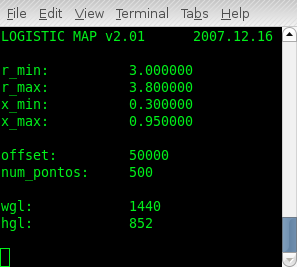 File Edit View Terminal Tabs Help
LOGISTIC MAP v2.01 2007.12.16
r_min: 3.000000
r_max: 3.800000
x_min: 0.300000
x_max: 0.950000
offset: 50000
num_pontos: 500
wgl: 1440
hgl: 852